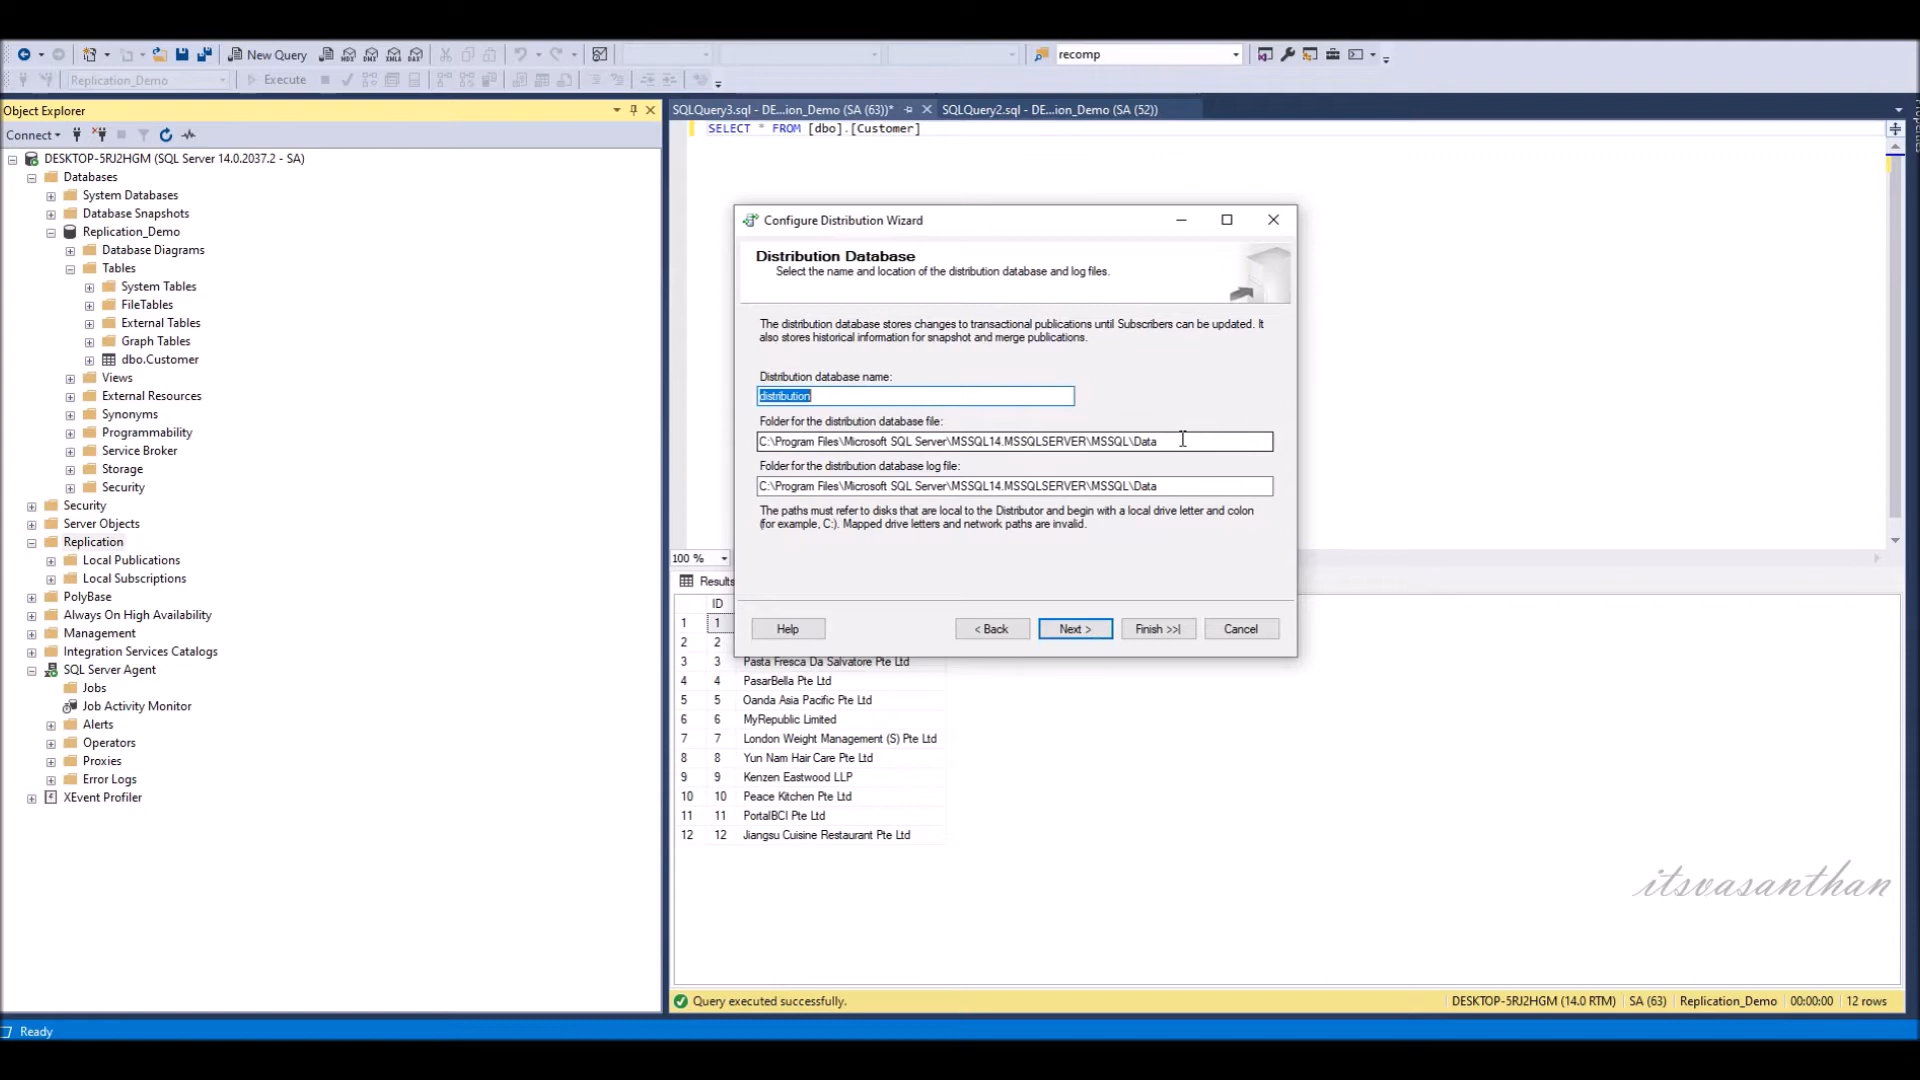 New Query
recomp
Replication_Demo
Execute
Object Explorer
Connect
DESKTOP-5RJ2HGM (SQL Server 14.0.2037.2 - SA)
Databases
System Databases
Database Snapshots
Replication_Demo
Database Diagrams
Tables
System Tables
FileTables
External Tables
Graph Tables
dbo.Customer
Views
External Resources
Synonyms
Programmability
Service Broker
Storage
Security
Security
Server Objects
Replication
Local Publications
Local Subscriptions
PolyBase
Always On High Availability
Management
Integration Services Catalogs
SQL Server Agent
Jobs
Job Activity Monitor
Alerts
Operators
Proxies
Error Logs
XEvent Profiler
SQLQuery3.sql - DE...ion_Demo (SA (63))* SQLQuery2.sql - DE...ion_Demo (SA (52))
SELECT * FROM [dbo].[Customer]
Configure Distribution Wizard
Distribution Database
Select the name and location of the distribution database and log files.
The distribution database stores changes to transactional publications until Subscribers can be updated. It
also stores historical information for snapshot and merge publications.
Distribution database name:
distribution
Folder for the distribution database file:
C:\Program Files\Microsoft SQL Server\MSSQL14.MSSQLSERVER\MSSQL\Data
Folder for the distribution database log file:
C:\Program Files\Microsoft SQL Server\MSSQL14.MSSQLSERVER\MSSQL\Data
The paths must refer to disks that are local to the Distributor and begin with a local drive letter and colon
(for example, C:). Mapped drive letters and network paths are invalid.
Help < Back Next > Finish >>| Cancel
100 %
Results
ID
1 1
2 2
3 3 Pasta Fresca Da Salvatore Pte Ltd
4 4 PasarBella Pte Ltd
5 5 Oanda Asia Pacific Pte Ltd
6 6 MyRepublic Limited
7 7 London Weight Management (S) Pte Ltd
8 8 Yun Nam Hair Care Pte Ltd
9 9 Kenzen Eastwood LLP
10 10 Peace Kitchen Pte Ltd
11 11 PortalBCI Pte Ltd
12 12 Jiangsu Cuisine Restaurant Pte Ltd
itsvasanthan
Query executed successfully. DESKTOP-5RJ2HGM (14.0 RTM) SA (63) Replication_Demo 00:00:00 12 rows
Ready